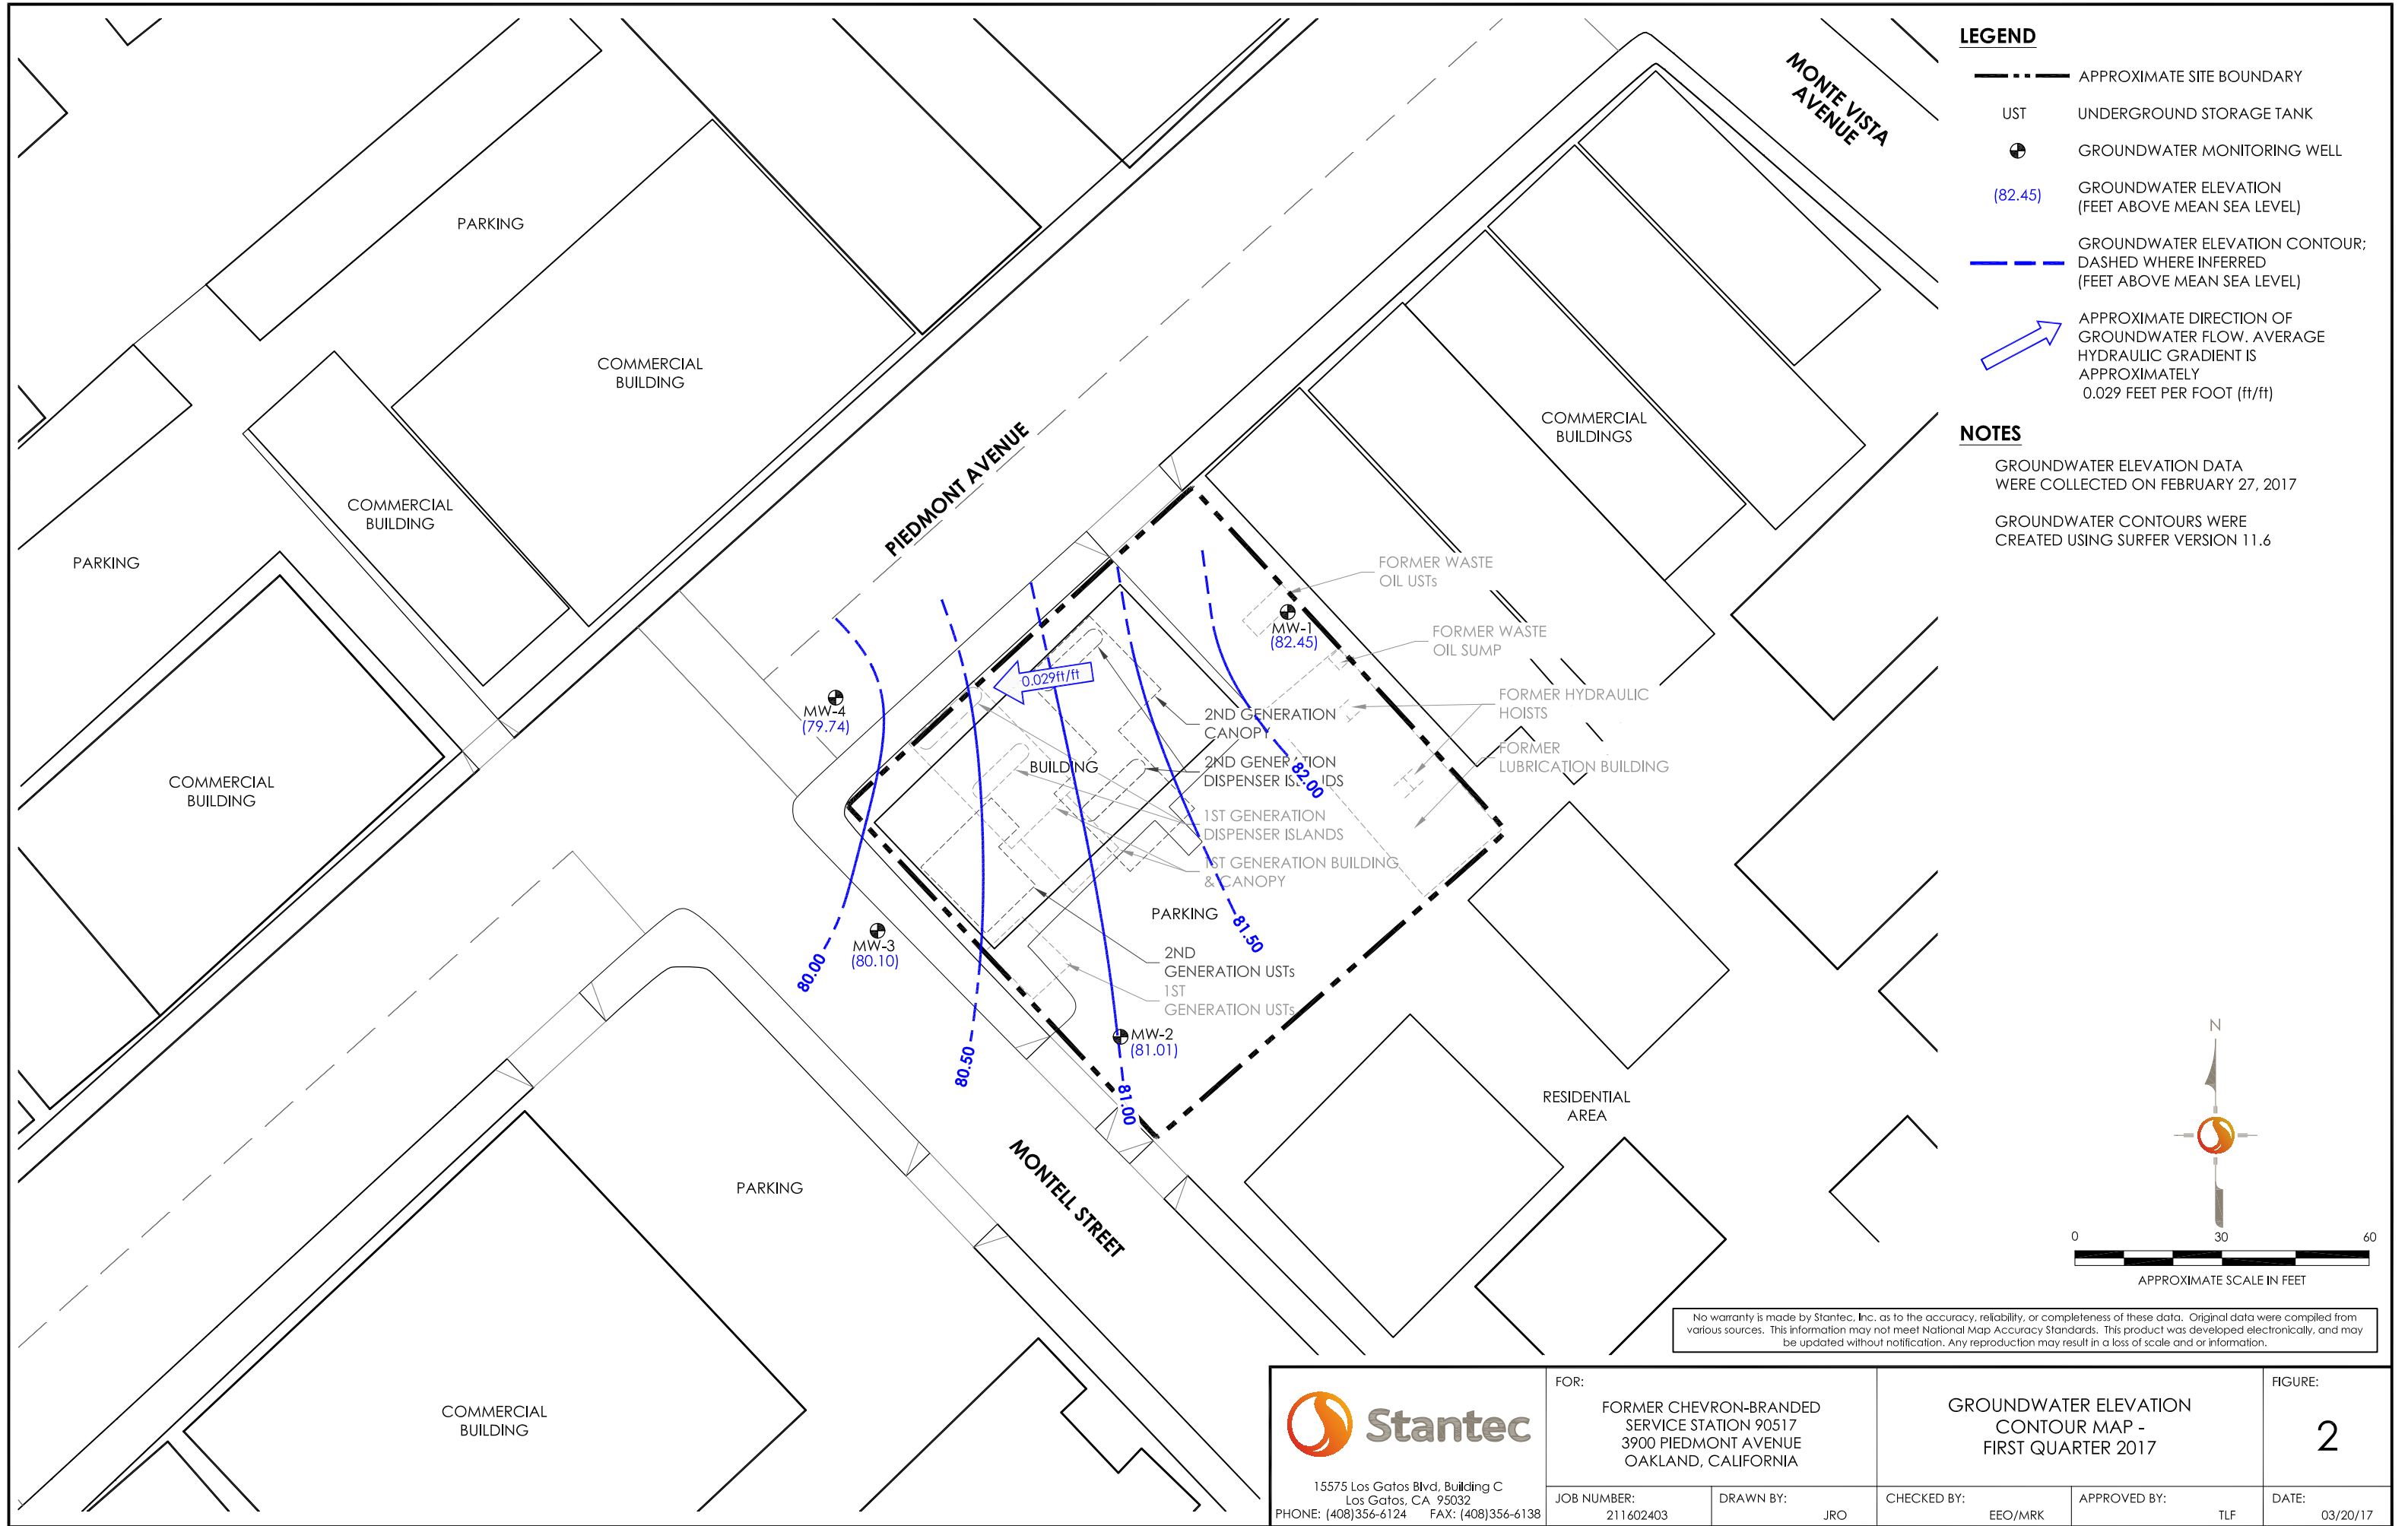 MONTE VISTA
AVENUE
PARKING
COMMERCIAL
BUILDING
COMMERCIAL
BUILDINGS
PIEDMONT AVENUE
COMMERCIAL
BUILDING
PARKING
FORMER WASTE
OIL USTs
MW-1
(82.45)
FORMER WASTE
OIL SUMP
0.029ft/ft
MW-4
(79.74)
FORMER HYDRAULIC
HOISTS
2ND GENERATION
CANOPY
FORMER
LUBRICATION BUILDING
BUILDING
2ND GENERATION
DISPENSER ISLANDS
82.00
COMMERCIAL
BUILDING
1ST GENERATION
DISPENSER ISLANDS
1ST GENERATION BUILDING
& CANOPY
PARKING
81.50
MW-3
(80.10)
80.00
2ND
GENERATION USTs
1ST
GENERATION USTs
MW-2
(81.01)
80.50
81.00
RESIDENTIAL
AREA
MONTELL STREET
PARKING
COMMERCIAL
BUILDING
LEGEND
APPROXIMATE SITE BOUNDARY
UST UNDERGROUND STORAGE TANK
GROUNDWATER MONITORING WELL
(82.45) GROUNDWATER ELEVATION
(FEET ABOVE MEAN SEA LEVEL)
GROUNDWATER ELEVATION CONTOUR;
DASHED WHERE INFERRED
(FEET ABOVE MEAN SEA LEVEL)
APPROXIMATE DIRECTION OF
GROUNDWATER FLOW. AVERAGE
HYDRAULIC GRADIENT IS
APPROXIMATELY
0.029 FEET PER FOOT (ft/ft)
NOTES
GROUNDWATER ELEVATION DATA
WERE COLLECTED ON FEBRUARY 27, 2017
GROUNDWATER CONTOURS WERE
CREATED USING SURFER VERSION 11.6
N
0 30 60
APPROXIMATE SCALE IN FEET
No warranty is made by Stantec, Inc. as to the accuracy, reliability, or completeness of these data. Original data were compiled from
various sources. This information may not meet National Map Accuracy Standards. This product was developed electronically, and may
be updated without notification. Any reproduction may result in a loss of scale and or information.
Stantec
15575 Los Gatos Blvd, Building C
Los Gatos, CA 95032
PHONE: (408)356-6124 FAX: (408)356-6138
FOR:
FORMER CHEVRON-BRANDED
SERVICE STATION 90517
3900 PIEDMONT AVENUE
OAKLAND, CALIFORNIA
GROUNDWATER ELEVATION
CONTOUR MAP -
FIRST QUARTER 2017
FIGURE:
2
JOB NUMBER:
211602403
DRAWN BY:
JRO
CHECKED BY:
EEO/MRK
APPROVED BY:
TLF
DATE:
03/20/17